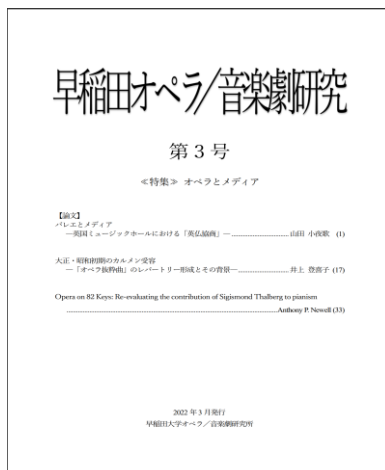 早稲田オペラ/音楽劇研究
第3号
≪特集≫ オペラとメディア
【論文】
バレエとメディア
―英国ミュージックホールにおける「英仏協商」― 山田 小夜歌 (1)
大正・昭和初期のカルメン受容
―「オペラ抜粋曲」のレパートリー形成とその背景― 井上 登喜子 (17)
Opera on 82 Keys: Re-evaluating the contribution of Sigismond Thalberg to pianism
Anthony P. Newell (33)
2022年3月発行
早稲田大学オペラ/音楽劇研究所